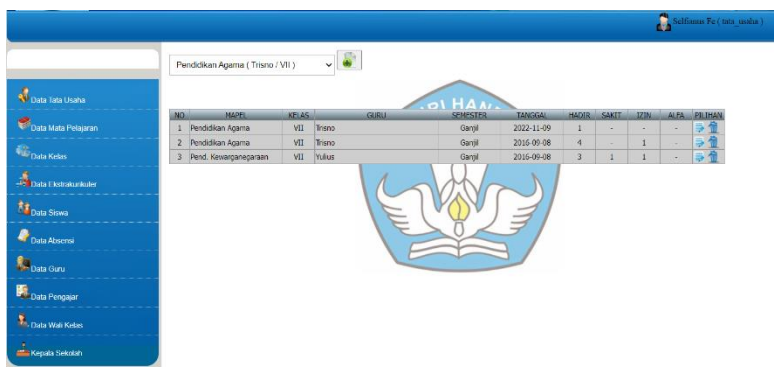 Selfianus Fe ( tata_usaha )
Pendidikan Agama ( Trisno / VII )
Data Tata Usaha
Data Mata Pelajaran
Data Kelas
Data Ekstrakurikuler
Data Siswa
Data Absensi
Data Guru
Data Pengajar
Data Wali Kelas
Kepala Sekolah
URI HAN
NO MAPEL KELAS GURU SEMESTER TANGGAL HADIR SAKIT IZIN ALFA PILIHAN
1 Pendidikan Agama VII Trisno Ganjil 2022-11-09 1 - - -
2 Pendidikan Agama VII Trisno Ganjil 2016-09-08 4 - 1 -
3 Pend. Kewarganegaraan VII Yulius Ganjil 2016-09-08 3 1 1 -